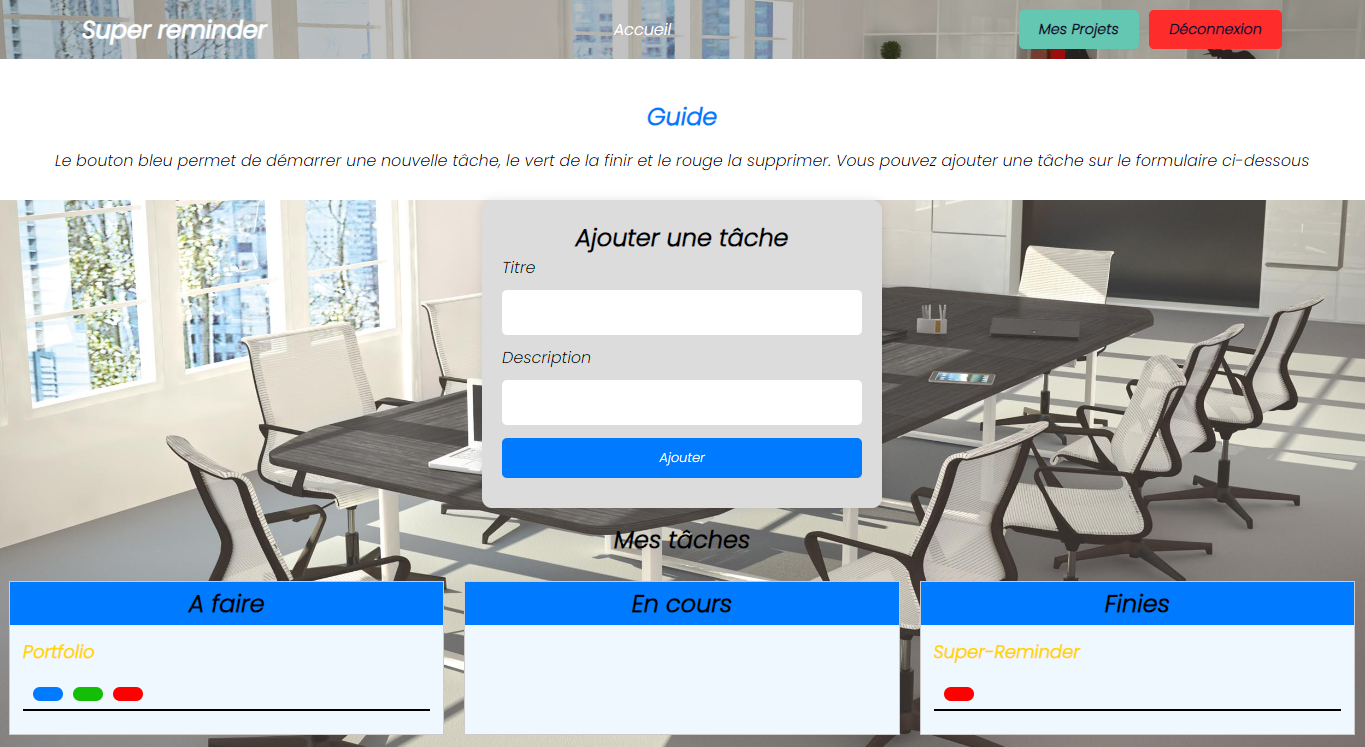 Super reminder
Accueil
Mes Projets
Déconnexion
Guide
Le bouton bleu permet de démarrer une nouvelle tâche, le vert de la finir et le rouge la supprimer. Vous pouvez ajouter une tâche sur le formulaire ci-dessous
Ajouter une tâche
Titre
Description
Ajouter
Mes tâches
A faire
En cours
Finies
Portfolio
Super-Reminder